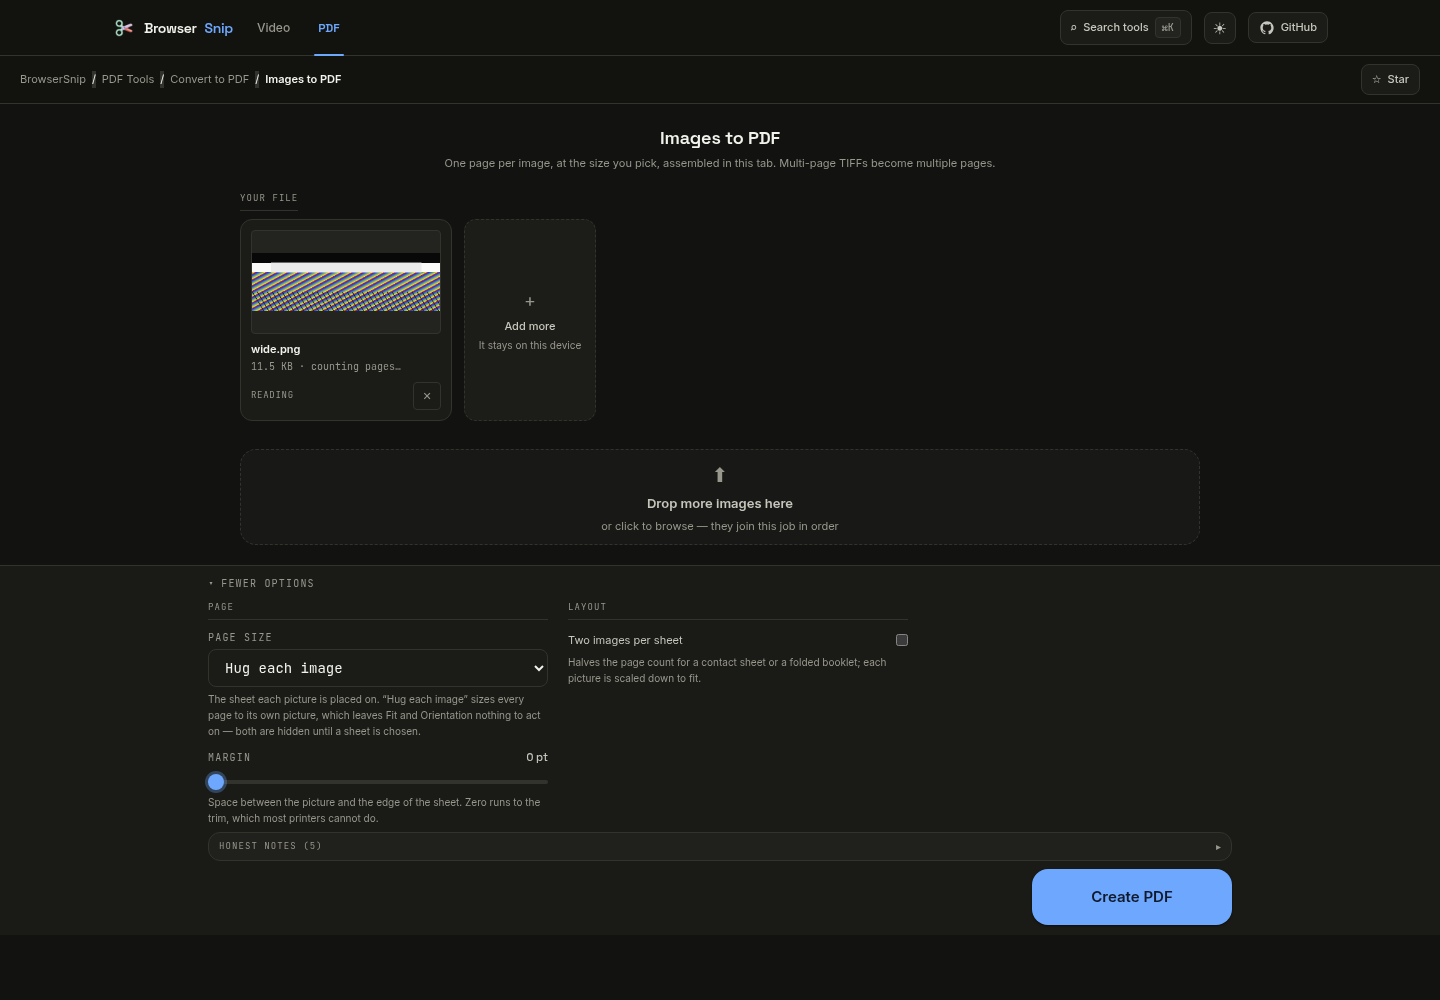 Browser Snip Video PDF Search tools ⌘K GitHub
BrowserSnip / PDF Tools / Convert to PDF / Images to PDF ☆ Star
Images to PDF
One page per image, at the size you pick, assembled in this tab. Multi-page TIFFs become multiple pages.
YOUR FILE
+
Add more
It stays on this device
wide.png
11.5 KB · counting pages…
READING ×
Drop more images here
or click to browse — they join this job in order
FEWER OPTIONS
PAGE
PAGE SIZE
Hug each image
The sheet each picture is placed on. “Hug each image” sizes every
page to its own picture, which leaves Fit and Orientation nothing to act
on — both are hidden until a sheet is chosen.
MARGIN 0 pt
Space between the picture and the edge of the sheet. Zero runs to the
trim, which most printers cannot do.
LAYOUT
Two images per sheet
Halves the page count for a contact sheet or a folded booklet; each
picture is scaled down to fit.
HONEST NOTES (5)
Create PDF